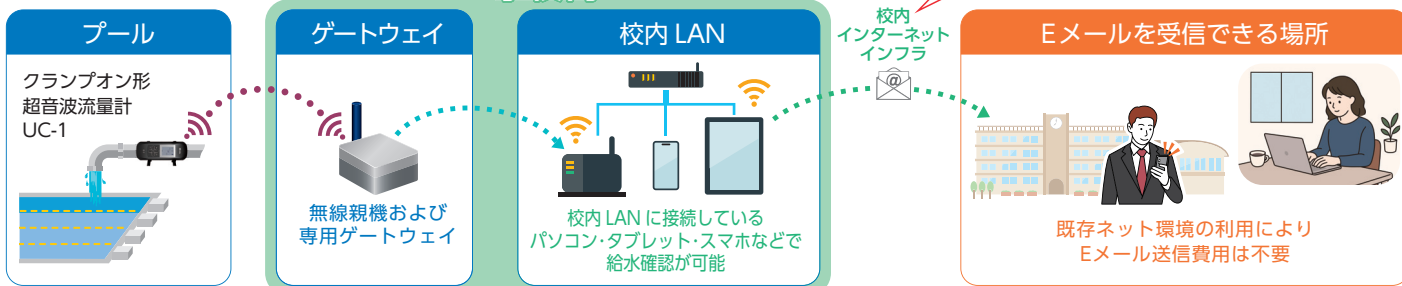 プール
クランプオン形
超音波流量計
UC-1
ゲートウェイ
無線親機および
専用ゲートウェイ
校内 LAN
校内 LAN に接続している
パソコン・タブレット・スマホなどで
給水確認が可能
校内
インターネット
インフラ
@
Eメールを受信できる場所
既存ネット環境の利用により
Eメール送信費用は不要